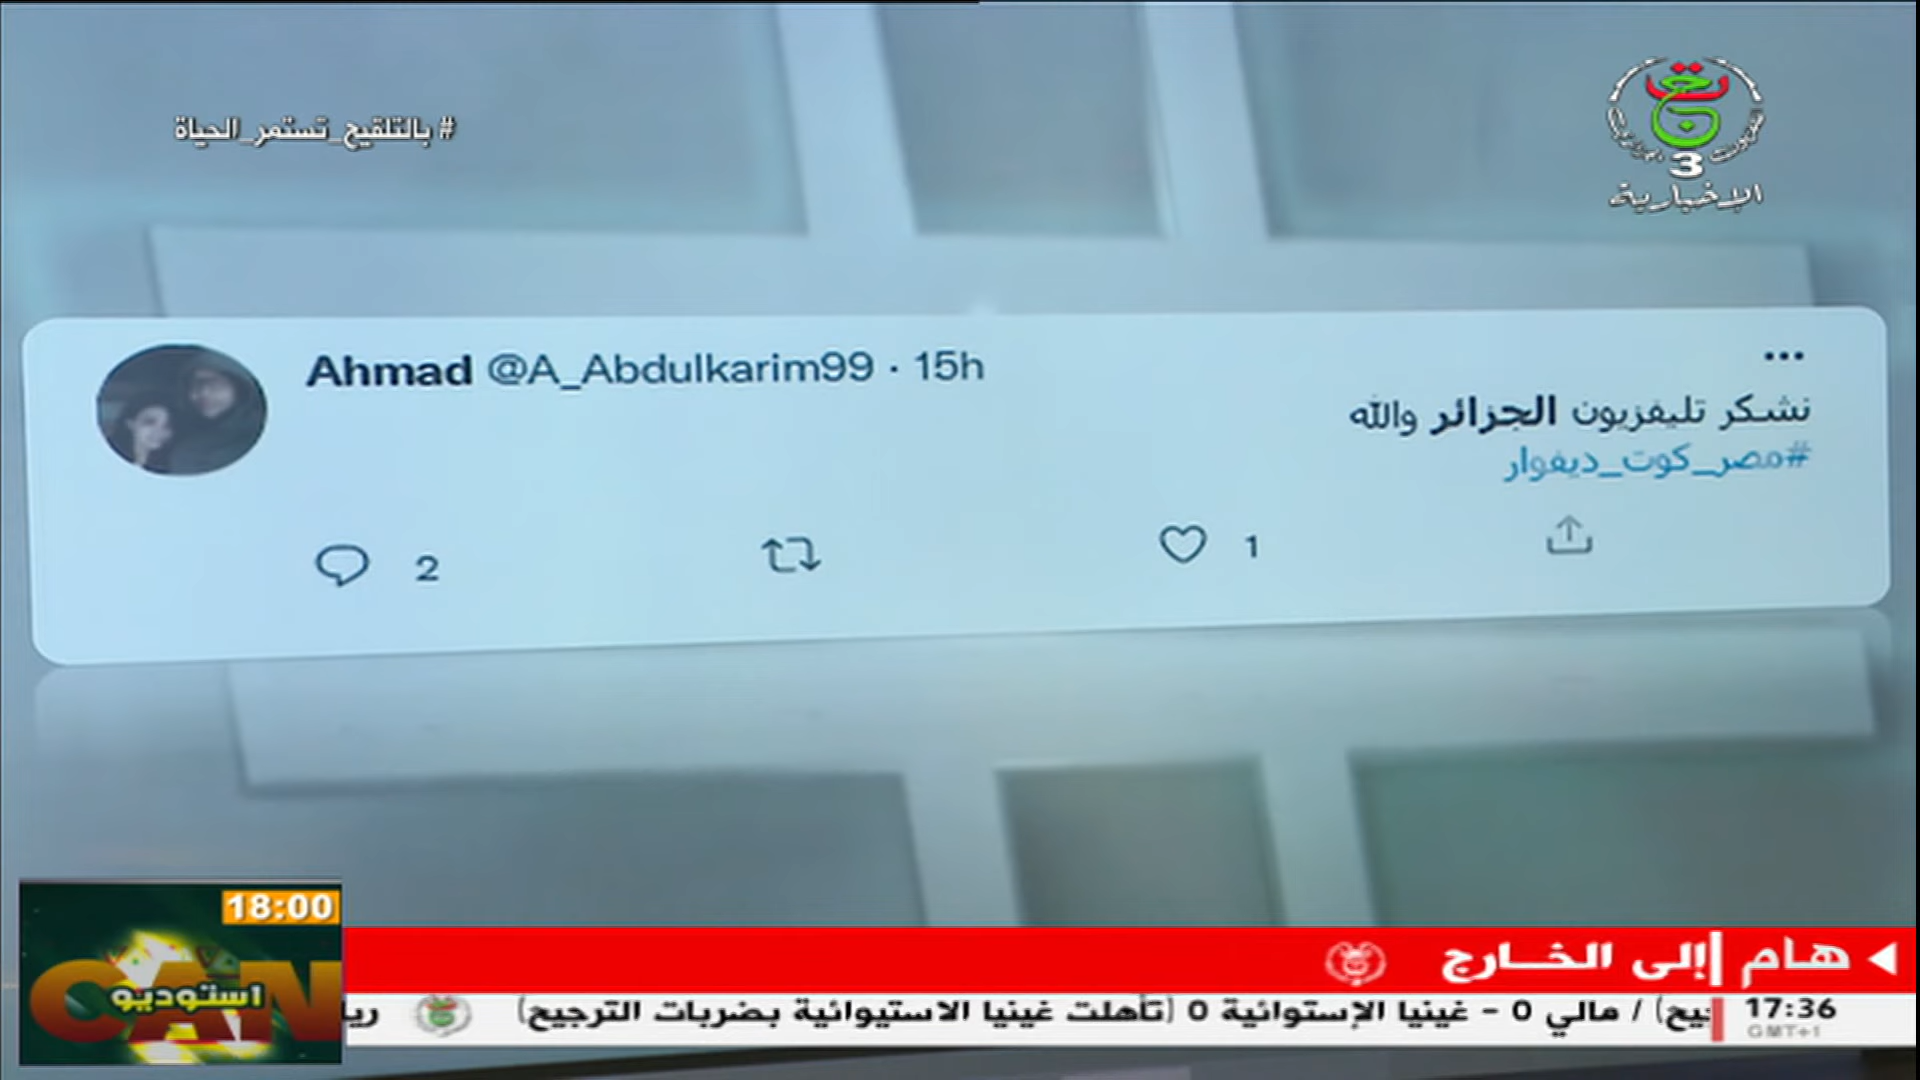 # بالتلقيح_تستمر_الحياة
3
الإخبارية
Ahmad @A_Abdulkarim99 · 15h
نشكر تليفزيون الجزائر والله
#مصر_كوت_ديفوار
2
1
18:00
CAN
استوديو
هام إلى الخارج
17:36
GMT+1
/ مالي 0 - غينيا الإستوائية 0 (تأهلت غينيا الاستيوائية بضربات الترجيح)